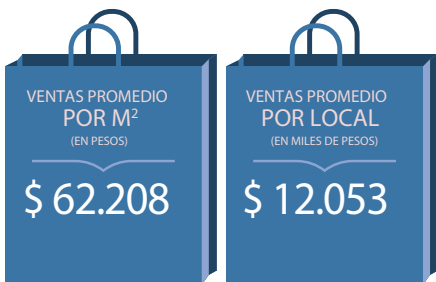 VENTAS PROMEDIO
POR M²
(EN PESOS)
$ 62.208
VENTAS PROMEDIO
POR LOCAL
(EN MILES DE PESOS)
$ 12.053